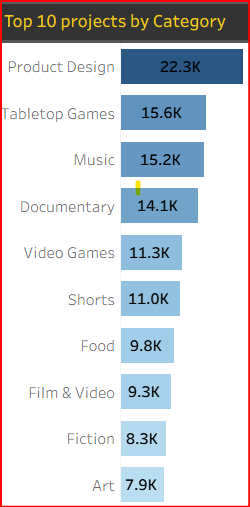 Top 10 projects by Category
Product Design 22.3K
Tabletop Games 15.6K
Music 15.2K
Documentary 14.1K
Video Games 11.3K
Shorts 11.0K
Food 9.8K
Film & Video 9.3K
Fiction 8.3K
Art 7.9K